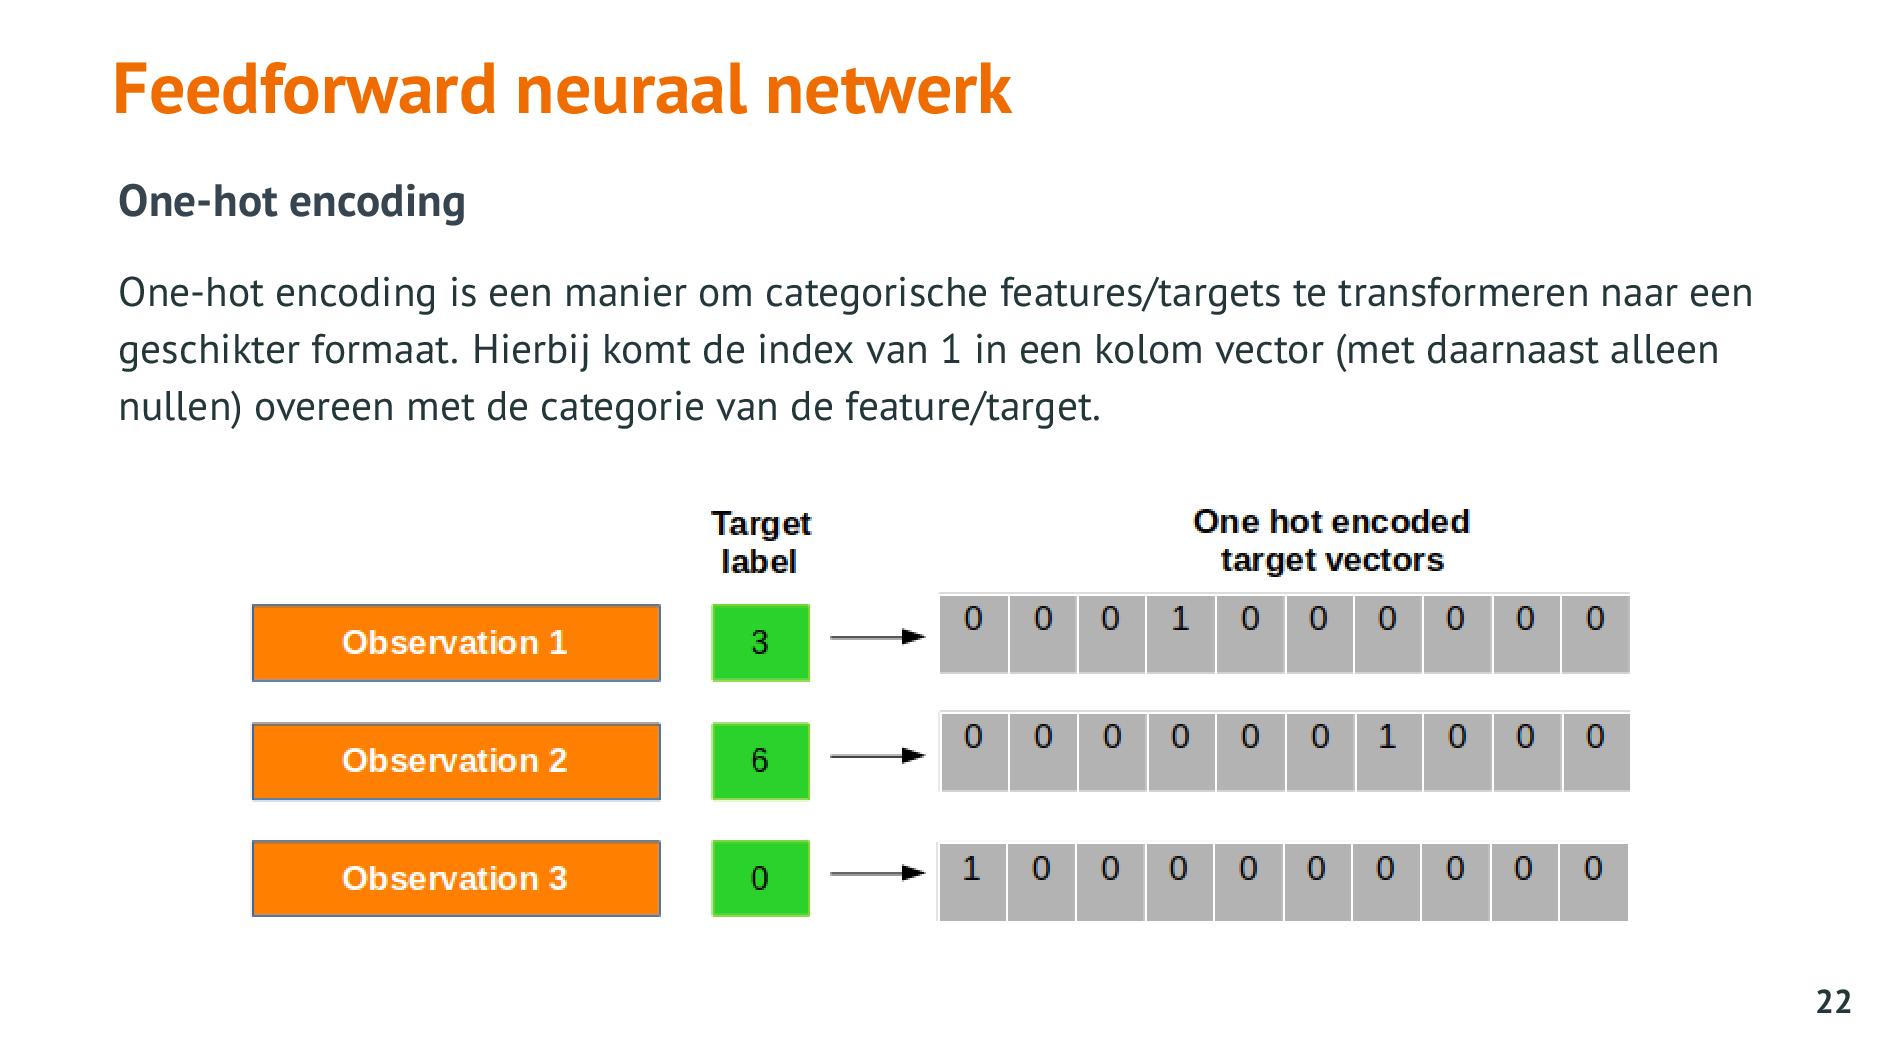 Feedforward neuraal netwerk
One-hot encoding
One-hot encoding is een manier om categorische features/targets te transformeren naar een
geschikter formaat. Hierbij komt de index van 1 in een kolom vector (met daarnaast alleen
nullen) overeen met de categorie van de feature/target.
Target
label
One hot encoded
target vectors
Observation 1 3 0 0 0 1 0 0 0 0 0 0
Observation 2 6 0 0 0 0 0 0 1 0 0 0
Observation 3 0 1 0 0 0 0 0 0 0 0 0
22